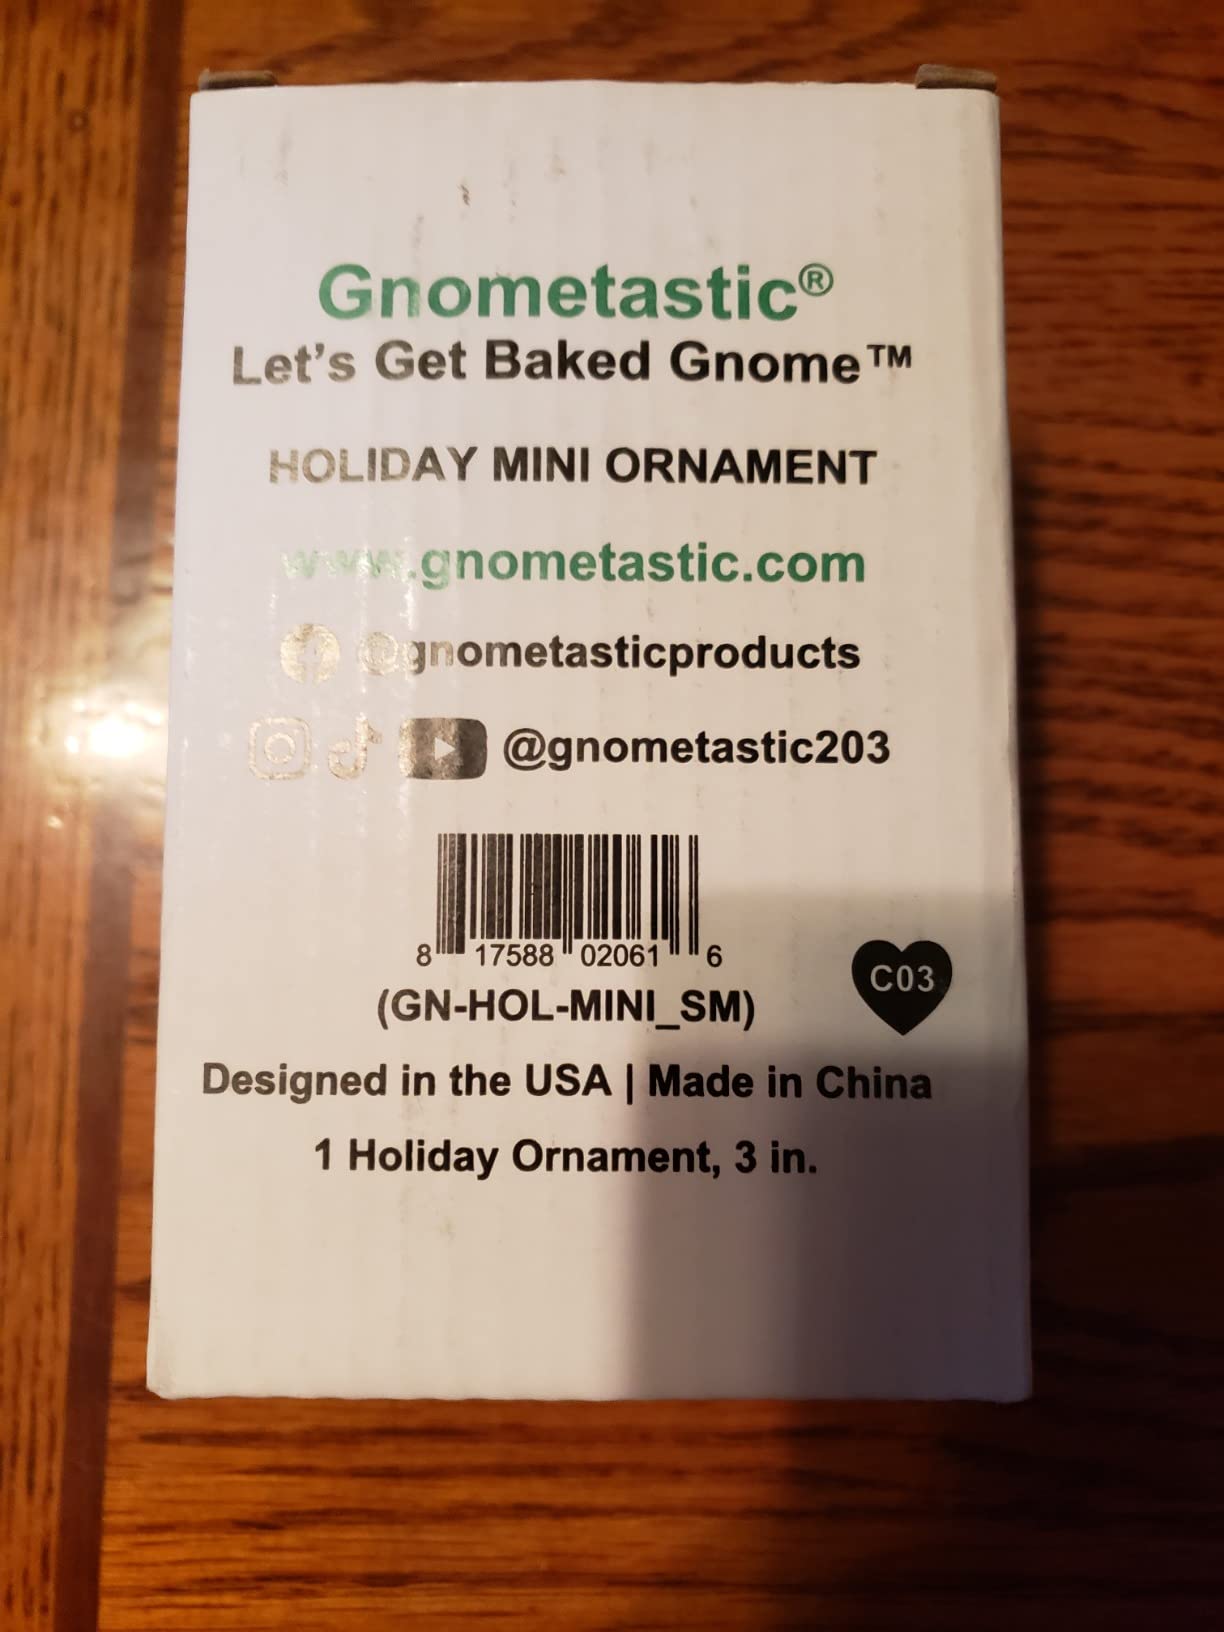 Gnometastic®
Let's Get Baked Gnome™
HOLIDAY MINI ORNAMENT
www.gnometastic.com
@gnometasticproducts
@gnometastic203
8 17588 02061 6
(GN-HOL-MINI_SM)
C03
Designed in the USA | Made in China
1 Holiday Ornament, 3 in.